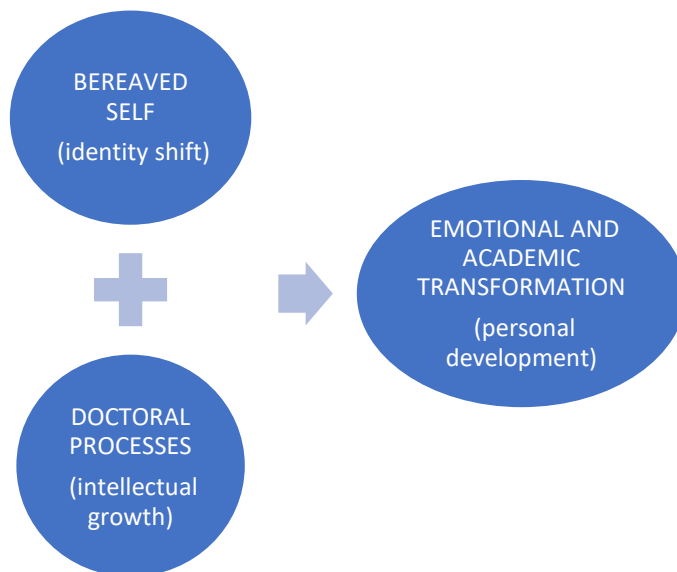 BEREAVED
SELF
(identity shift)
DOCTORAL
PROCESSES
(intellectual
growth)
EMOTIONAL AND
ACADEMIC
TRANSFORMATION
(personal
development)